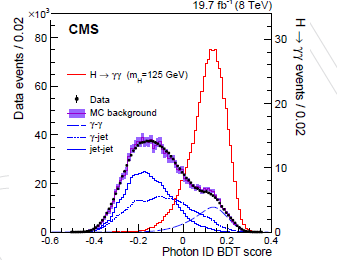 19.7 fb⁻¹ (8 TeV)
×10³
CMS
H → γγ (m_H=125 GeV)
Data
MC background
γ-γ
γ-jet
jet-jet
Data events / 0.02
80
60
40
20
0
H → γγ events / 0.02
30
20
10
0
-0.6 -0.4 -0.2 0 0.2 0.4
Photon ID BDT score